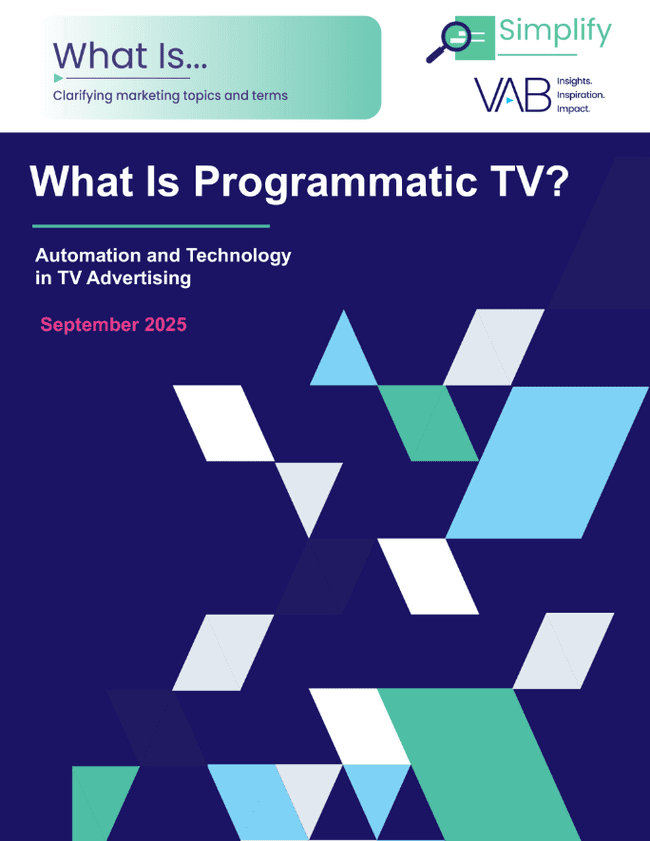 What Is...
Clarifying marketing topics and terms
Simplify
VAB
Insights.
Inspiration.
Impact.
What Is Programmatic TV?
Automation and Technology
in TV Advertising
September 2025